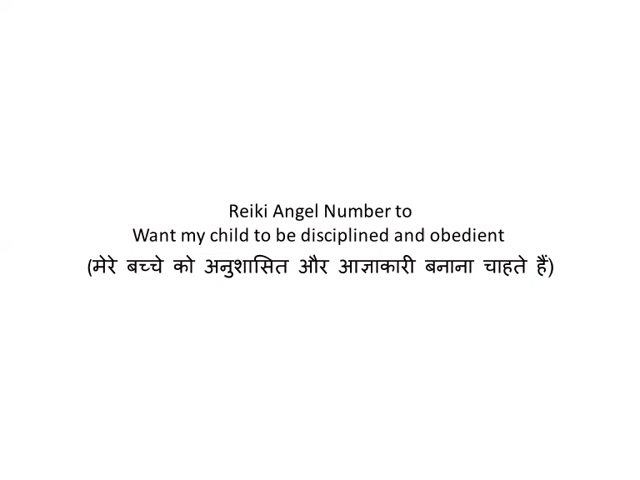 Reiki Angel Number to
Want my child to be disciplined and obedient
(मेरे बच्चे को अनुशासित और आज्ञाकारी बनाना चाहते हैं)